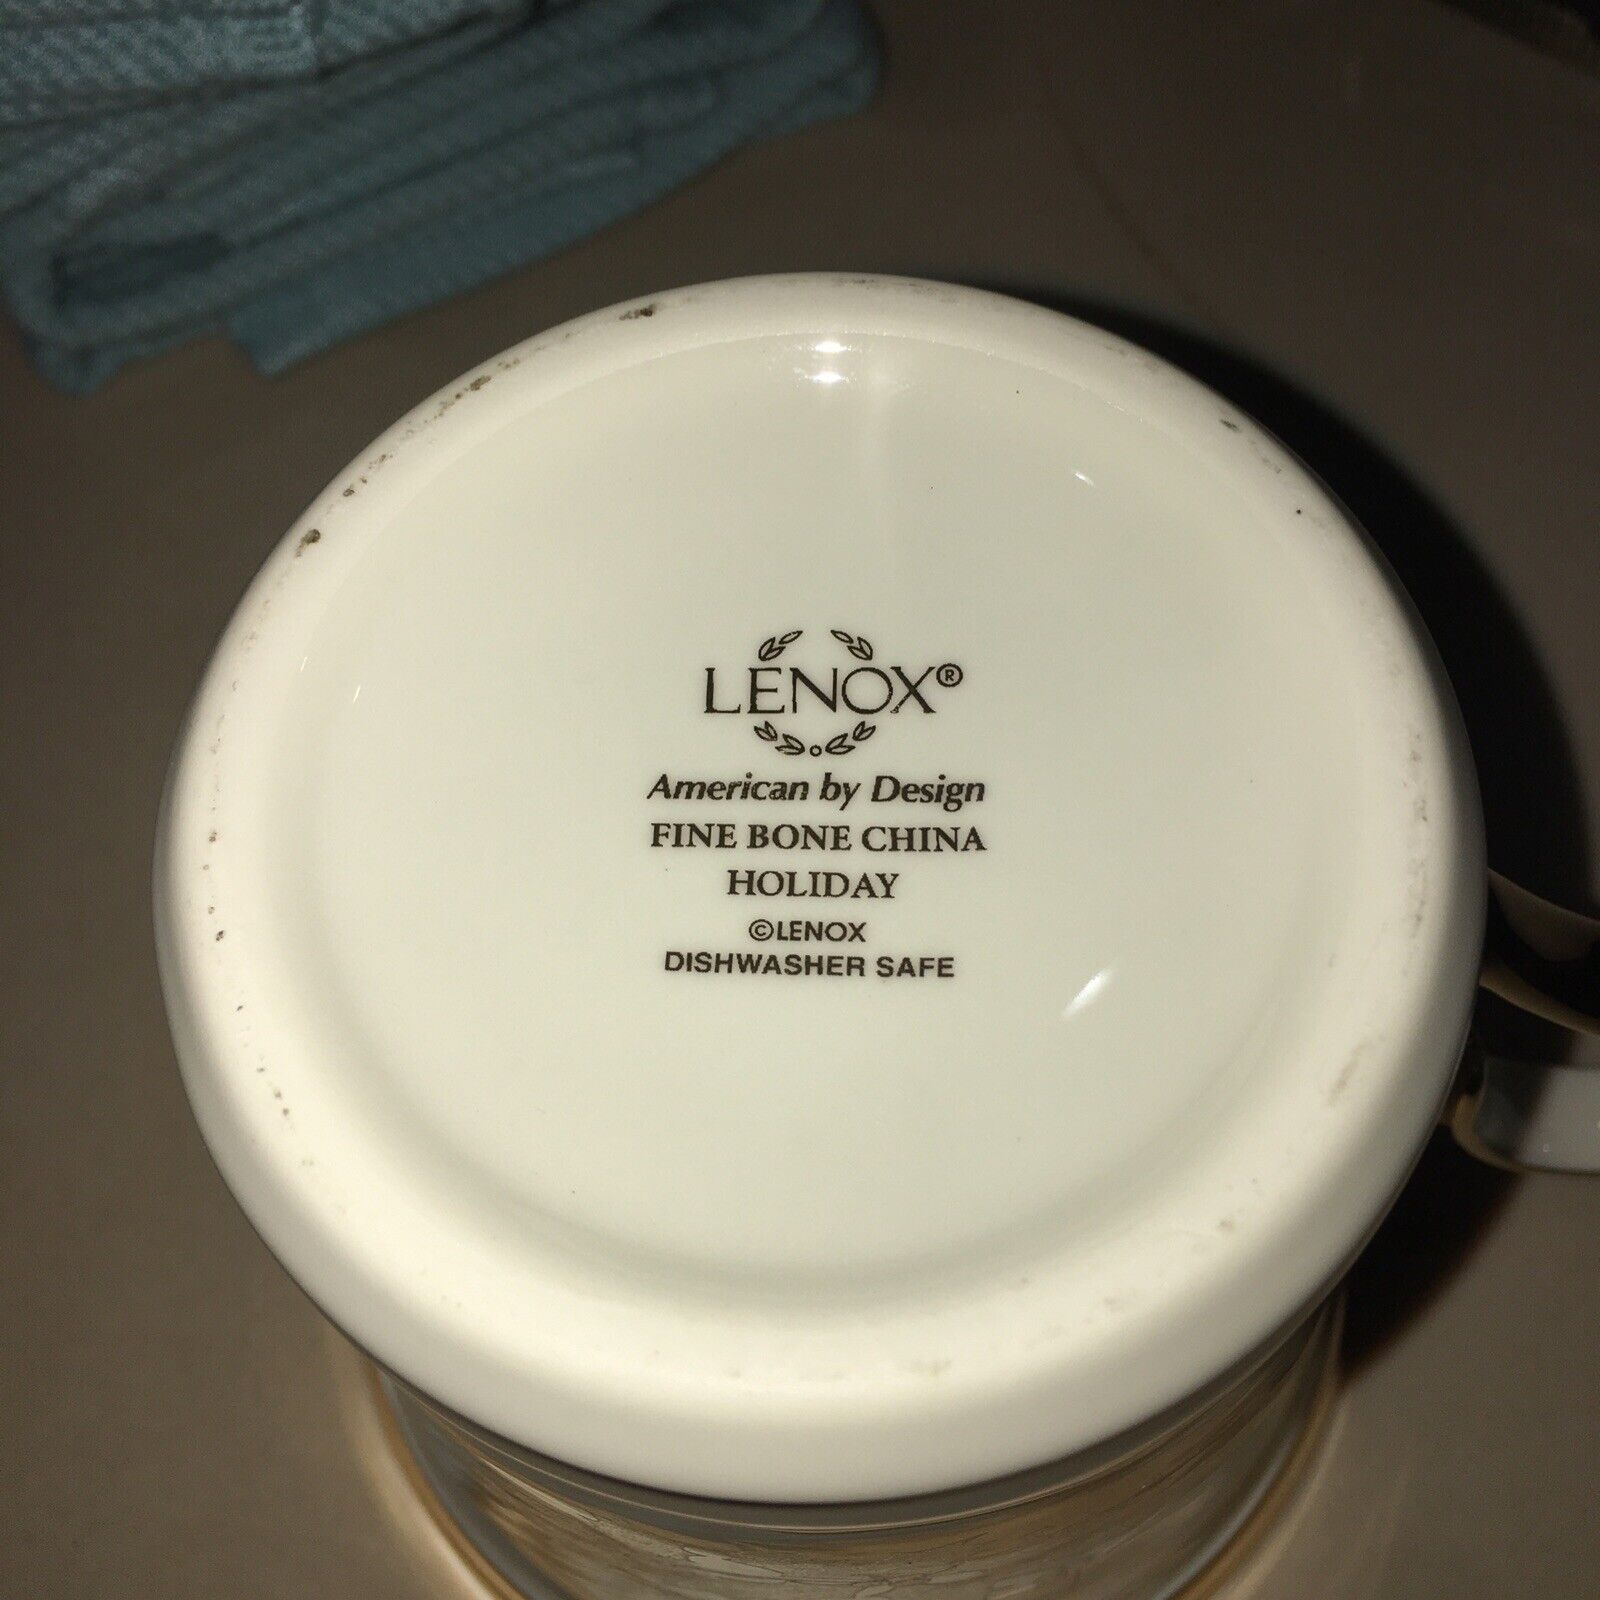 LENOX®
American by Design
FINE BONE CHINA
HOLIDAY
©LENOX
DISHWASHER SAFE